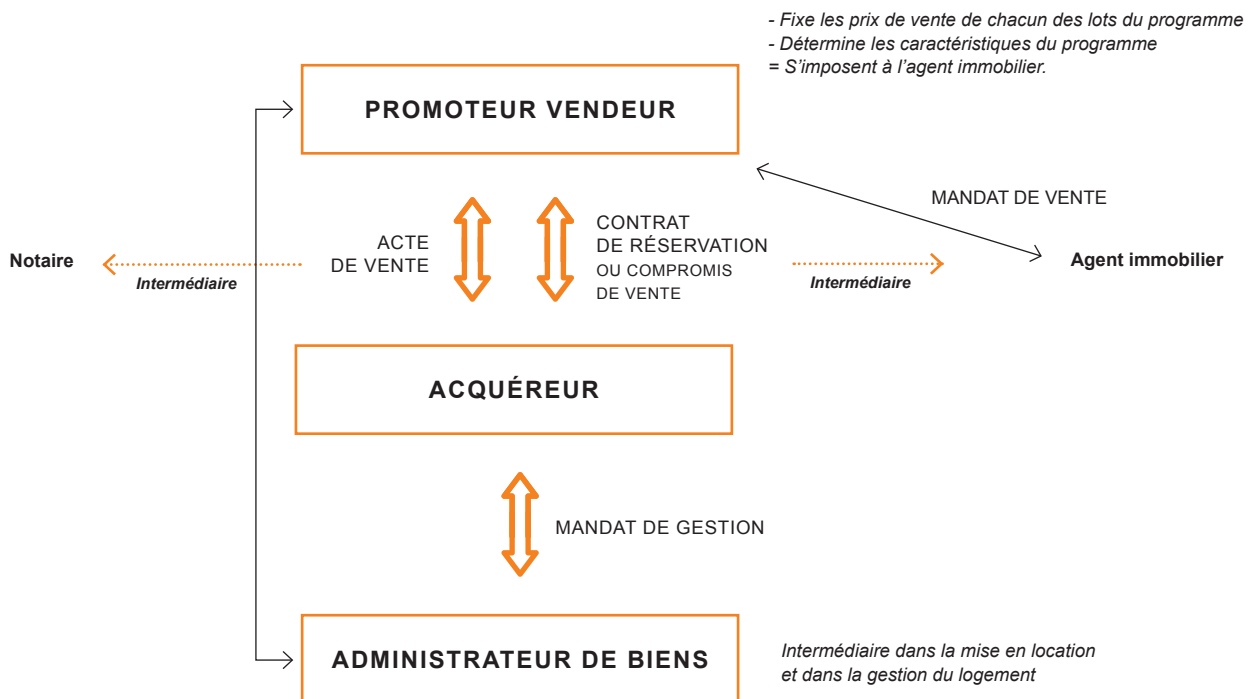 - Fixe les prix de vente de chacun des lots du programme
- Détermine les caractéristiques du programme
= S’imposent à l’agent immobilier.
PROMOTEUR VENDEUR
MANDAT DE VENTE
ACTE
DE VENTE
CONTRAT
DE RÉSERVATION
OU COMPROMIS
DE VENTE
Notaire
Intermédiaire
Intermédiaire
Agent immobilier
ACQUÉREUR
MANDAT DE GESTION
ADMINISTRATEUR DE BIENS
Intermédiaire dans la mise en location
et dans la gestion du logement